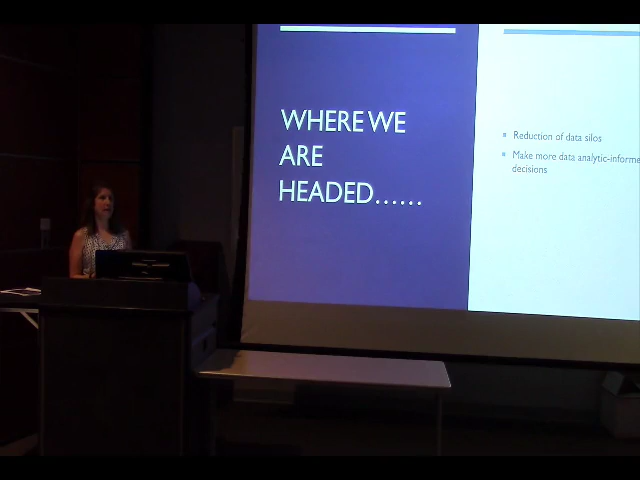 WHERE WE
ARE
HEADED......
Reduction of data silos
Make more data analytic-informe
decisions